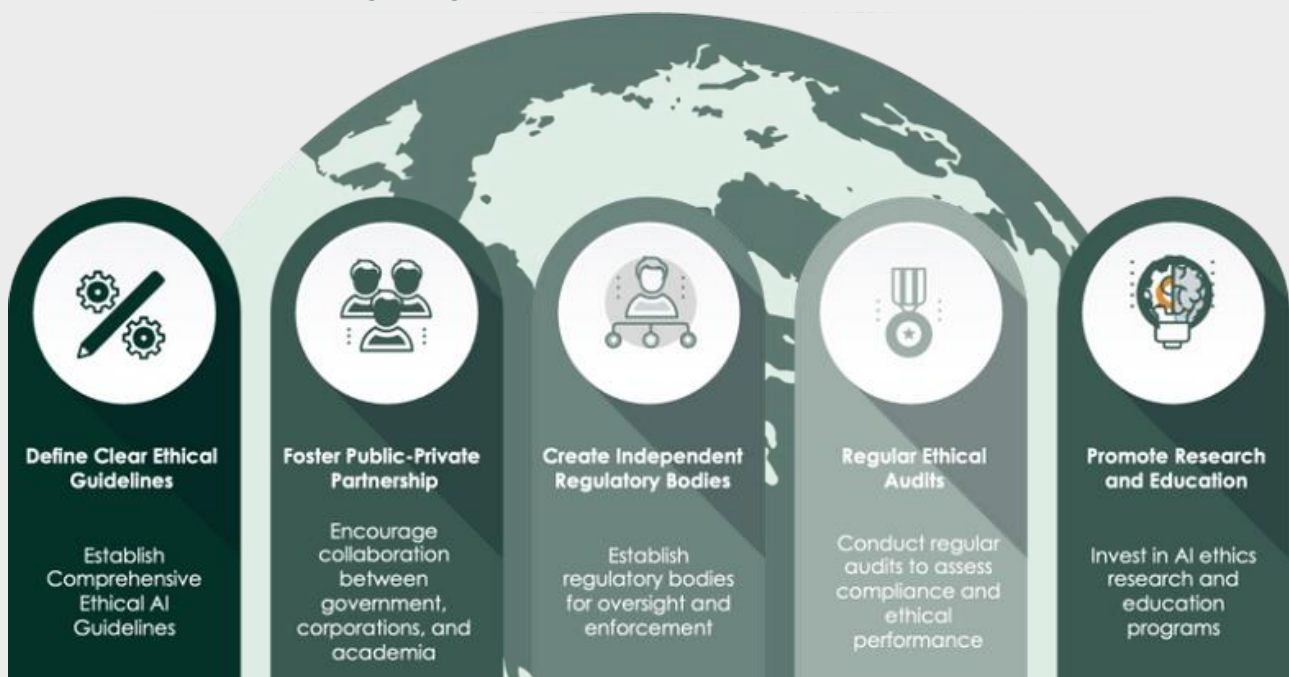 Define Clear Ethical
Guidelines
Establish
Comprehensive
Ethical AI
Guidelines
Foster Public-Private
Partnership
Encourage
collaboration
between
government,
corporations, and
academia
Create Independent
Regulatory Bodies
Establish
regulatory bodies
for oversight and
enforcement
Regular Ethical
Audits
Conduct regular
audits to assess
compliance and
ethical
performance
Promote Research
and Education
Invest in AI ethics
research and
education
programs